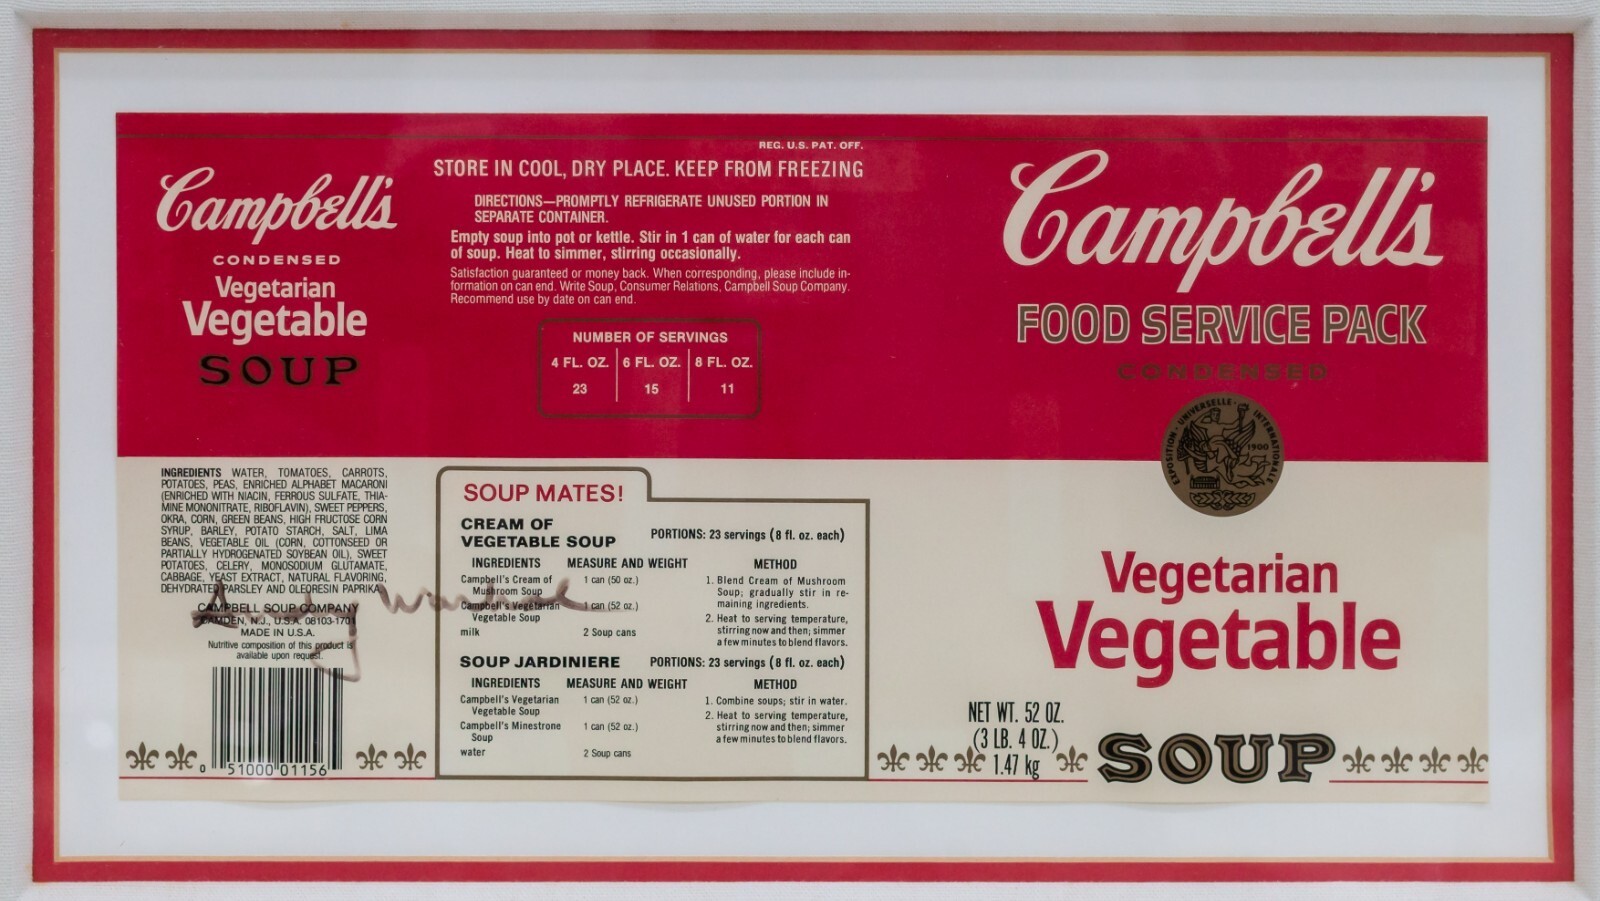 Campbell's
CONDENSED
Vegetarian
Vegetable
SOUP
REG. U.S. PAT. OFF.
STORE IN COOL, DRY PLACE. KEEP FROM FREEZING
DIRECTIONS—PROMPTLY REFRIGERATE UNUSED PORTION IN
SEPARATE CONTAINER.
Empty soup into pot or kettle. Stir in 1 can of water for each can
of soup. Heat to simmer, stirring occasionally.
Satisfaction guaranteed or money back. When corresponding, please include in-
formation on can end. Write Soup, Consumer Relations, Campbell Soup Company.
Recommend use by date on can end.
NUMBER OF SERVINGS
4 FL. OZ. 6 FL. OZ. 8 FL. OZ.
23 15 11
Campbell's
FOOD SERVICE PACK
CONDENSED
EXPOSITION · UNIVERSELLE · INTERNATIONALE
1900
INGREDIENTS WATER, TOMATOES, CARROTS,
POTATOES, PEAS, ENRICHED ALPHABET MACARONI
(ENRICHED WITH NIACIN, FERROUS SULFATE, THIA-
MINE MONONITRATE, RIBOFLAVIN), SWEET PEPPERS,
OKRA, CORN, GREEN BEANS, HIGH FRUCTOSE CORN
SYRUP, BARLEY, POTATO STARCH, SALT, LIMA
BEANS, VEGETABLE OIL (CORN, COTTONSEED OR
PARTIALLY HYDROGENATED SOYBEAN OIL), SWEET
POTATOES, CELERY, MONOSODIUM GLUTAMATE,
CABBAGE, YEAST EXTRACT, NATURAL FLAVORING,
DEHYDRATED PARSLEY AND OLEORESIN PAPRIKA.
Andy Warhol
CAMPBELL SOUP COMPANY
CAMDEN, N.J., U.S.A. 08103-1701
MADE IN U.S.A.
Nutritive composition of this product is
available upon request.
0 51000 01156
SOUP MATES!
CREAM OF
VEGETABLE SOUP
PORTIONS: 23 servings (8 fl. oz. each)
INGREDIENTS MEASURE AND WEIGHT METHOD
Campbell's Cream of
Mushroom Soup
1 can (50 oz.)
Campbell's Vegetarian
Vegetable Soup
1 can (52 oz.)
milk 2 Soup cans
1. Blend Cream of Mushroom
Soup; gradually stir in re-
maining ingredients.
2. Heat to serving temperature,
stirring now and then; simmer
a few minutes to blend flavors.
SOUP JARDINIERE PORTIONS: 23 servings (8 fl. oz. each)
INGREDIENTS MEASURE AND WEIGHT METHOD
Campbell's Vegetarian
Vegetable Soup
1 can (52 oz.)
Campbell's Minestrone
Soup
1 can (52 oz.)
water 2 Soup cans
1. Combine soups; stir in water.
2. Heat to serving temperature,
stirring now and then; simmer
a few minutes to blend flavors.
Vegetarian
Vegetable
NET WT. 52 OZ.
(3 LB. 4 OZ.)
1.47 kg
SOUP